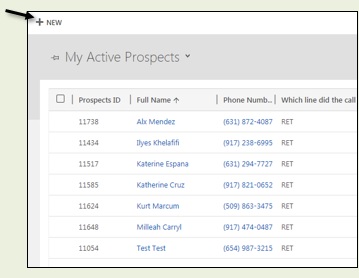 + NEW
My Active Prospects
Prospects ID | Full Name ↑ | Phone Numb.. | Which line did the call
11738 Alx Mendez (631) 872-4087 RET
11434 Ilyes Khelafifi (917) 238-6995 RET
11517 Katerine Espana (631) 294-7727 RET
11585 Katherine Cruz (917) 821-0652 RET
11624 Kurt Marcum (509) 863-3475 RET
11648 Milleah Carryl (917) 474-0487 RET
11054 Test Test (654) 987-3215 RET